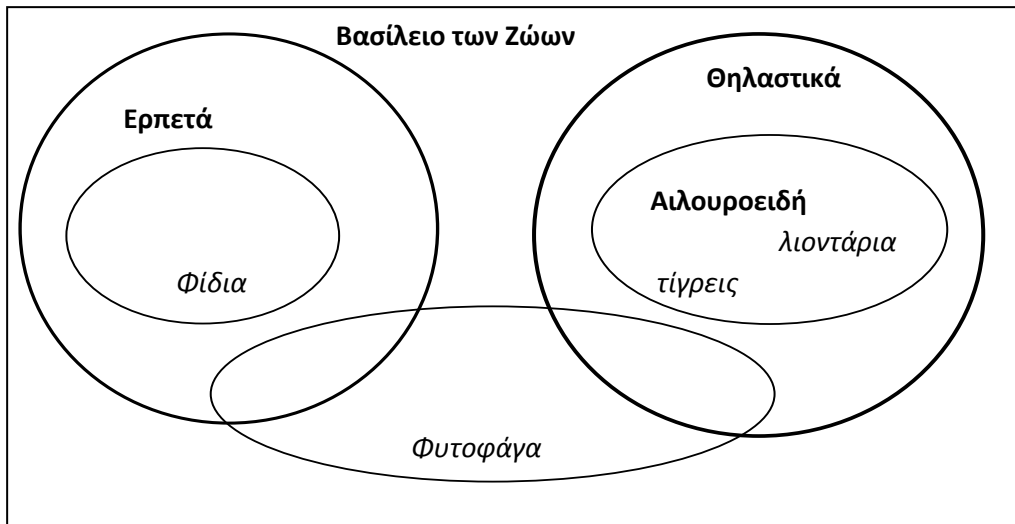 Βασίλειο των Ζώων
Θηλαστικά
Ερπετά
Αιλουροειδή
λιοντάρια
Φίδια
τίγρεις
Φυτοφάγα